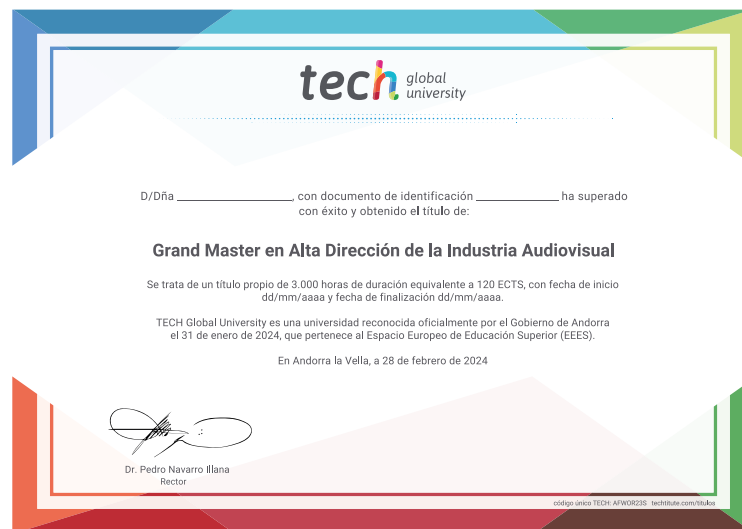 tech global university
D/Dña ______________, con documento de identificación ______________ ha superado
con éxito y obtenido el título de:
Grand Master en Alta Dirección de la Industria Audiovisual
Se trata de un título propio de 3.000 horas de duración equivalente a 120 ECTS, con fecha de inicio
dd/mm/aaaa y fecha de finalización dd/mm/aaaa.
TECH Global University es una universidad reconocida oficialmente por el Gobierno de Andorra
el 31 de enero de 2024, que pertenece al Espacio Europeo de Educación Superior (EEES).
En Andorra la Vella, a 28 de febrero de 2024
Dr. Pedro Navarro Illana
Rector
código único TECH: AFWOR23S techtitute.com/titulos